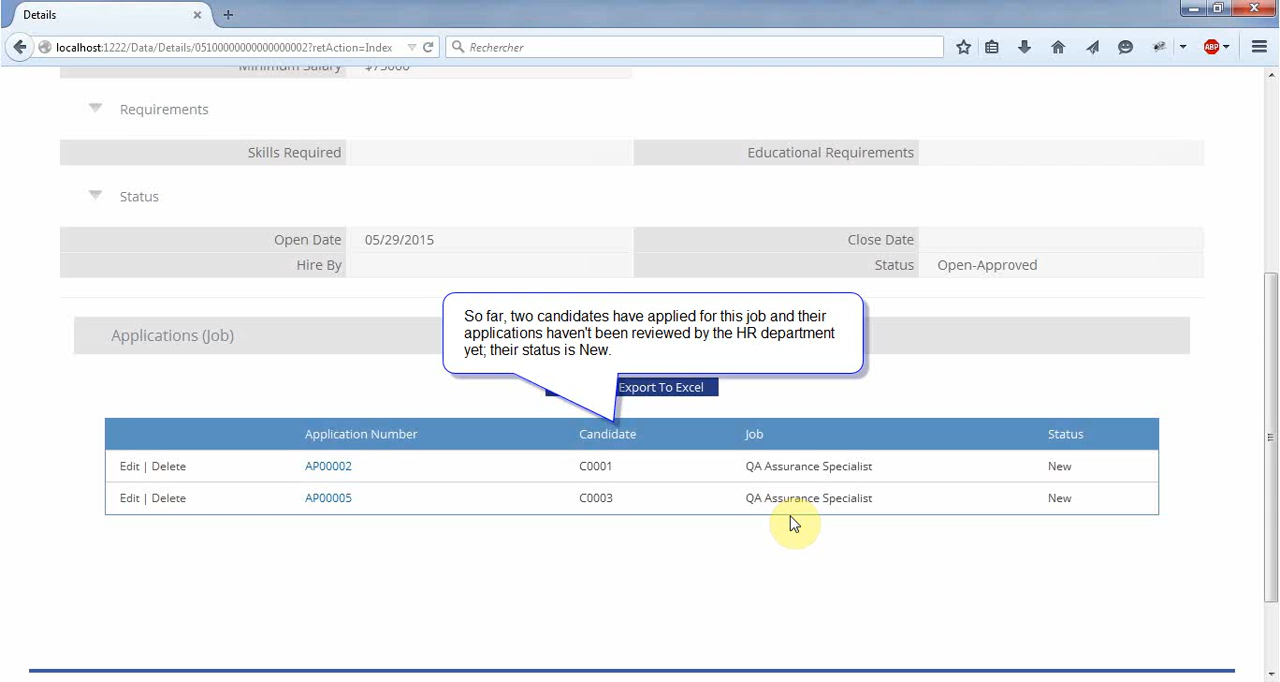 Details
localhost:1222/Data/Details/05100000000000000002?retAction=Index
Rechercher
ABP
Minimum Salary $75000
Requirements
Skills Required Educational Requirements
Status
Open Date 05/29/2015 Close Date
Hire By Status Open-Approved
So far, two candidates have applied for this job and their
applications haven't been reviewed by the HR department
yet; their status is New.
Applications (Job)
Export To Excel
Application Number Candidate Job Status
Edit | Delete AP00002 C0001 QA Assurance Specialist New
Edit | Delete AP00005 C0003 QA Assurance Specialist New